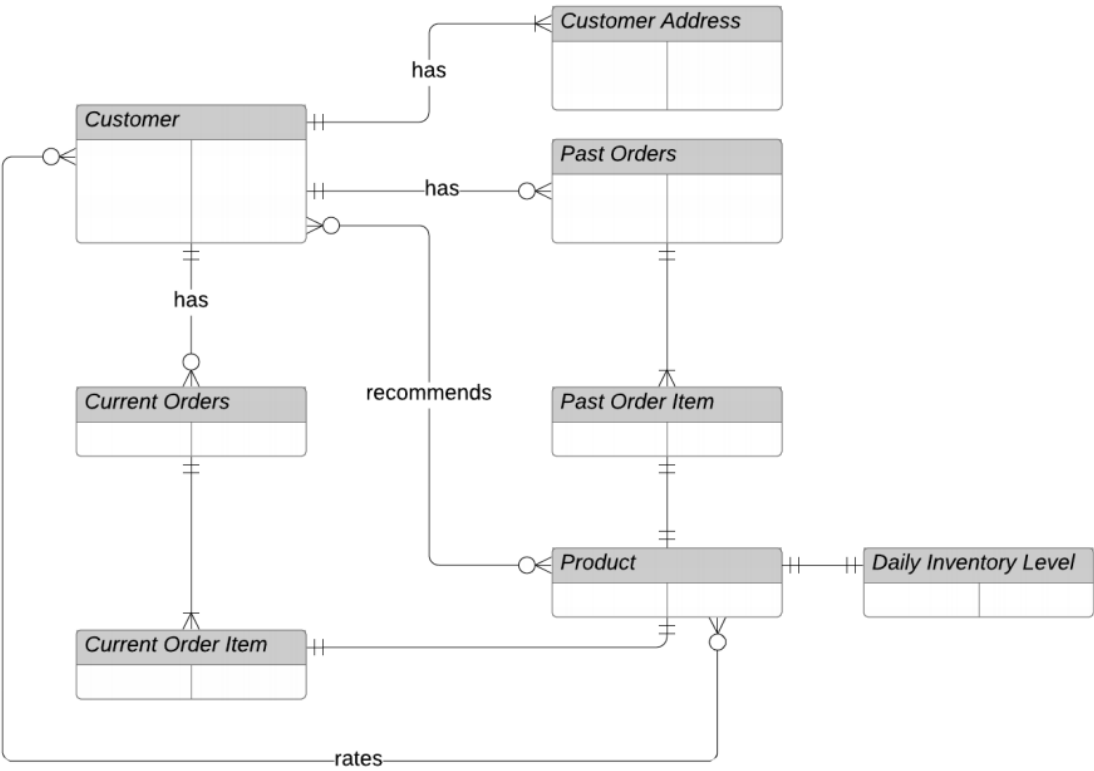 Customer Address
has
Customer
Past Orders
has
has
recommends
Current Orders
Past Order Item
Product
Daily Inventory Level
Current Order Item
rates